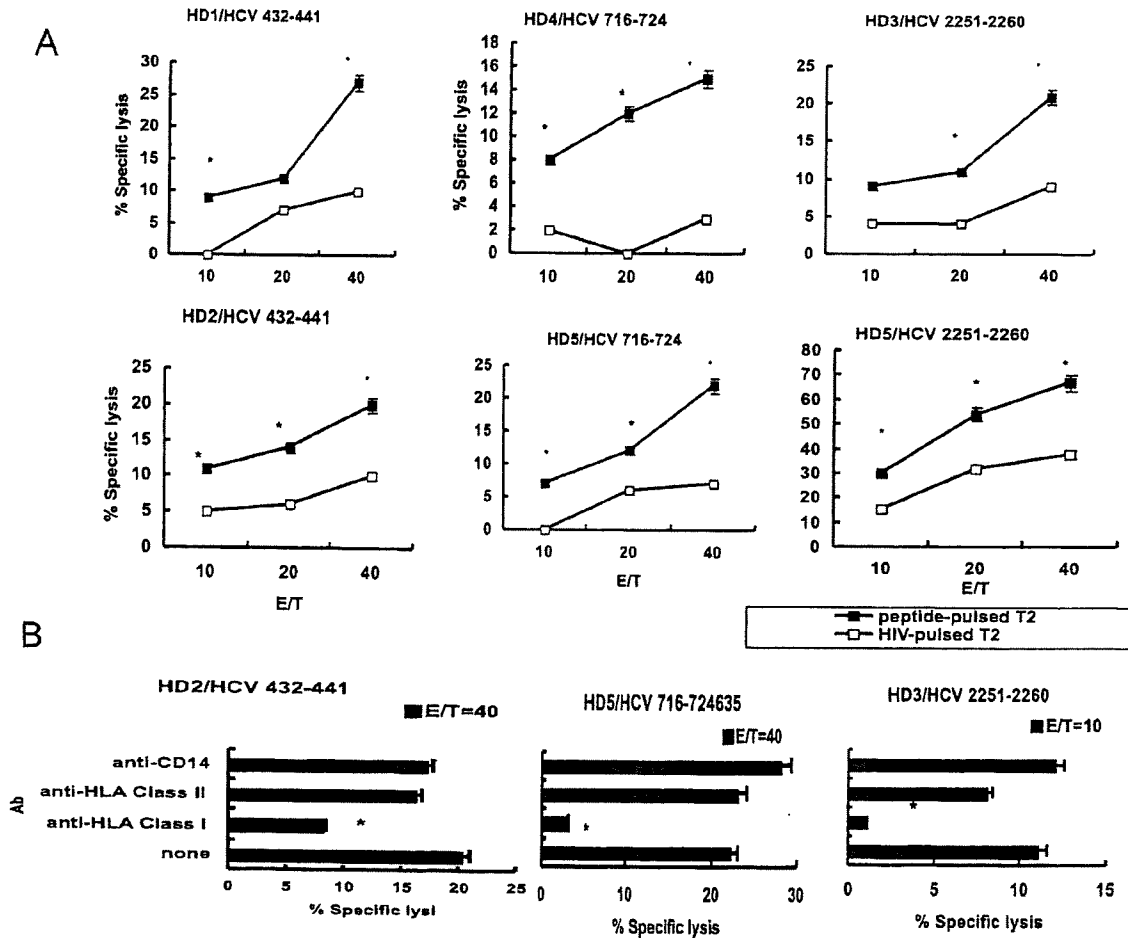 A
HD1/HCV 432-441
% Specific lysis
30
25
20
15
10
5
0
10 20 40
HD4/HCV 716-724
18
16
14
12
10
8
6
4
2
0
10 20 40
HD3/HCV 2251-2260
25
20
15
10
5
0
10 20 40
HD2/HCV 432-441
% Specific lysis
25
20
15
10
5
0
10 20 40
E/T
HD5/HCV 716-724
25
20
15
10
5
0
10 20 40
HD5/HCV 2251-2260
80
70
60
50
40
30
20
10
0
10 20 40
E/T
peptide-pulsed T2
HIV-pulsed T2
B
HD2/HCV 432-441
E/T=40
Ab
anti-CD14
anti-HLA Class II
anti-HLA Class I
none
0 5 10 15 20 25
% Specific lysi
HD5/HCV 716-724635
E/T=40
0 10 20 30
% Specific lysis
HD3/HCV 2251-2260
E/T=10
0 5 10 15
% Specific lysis